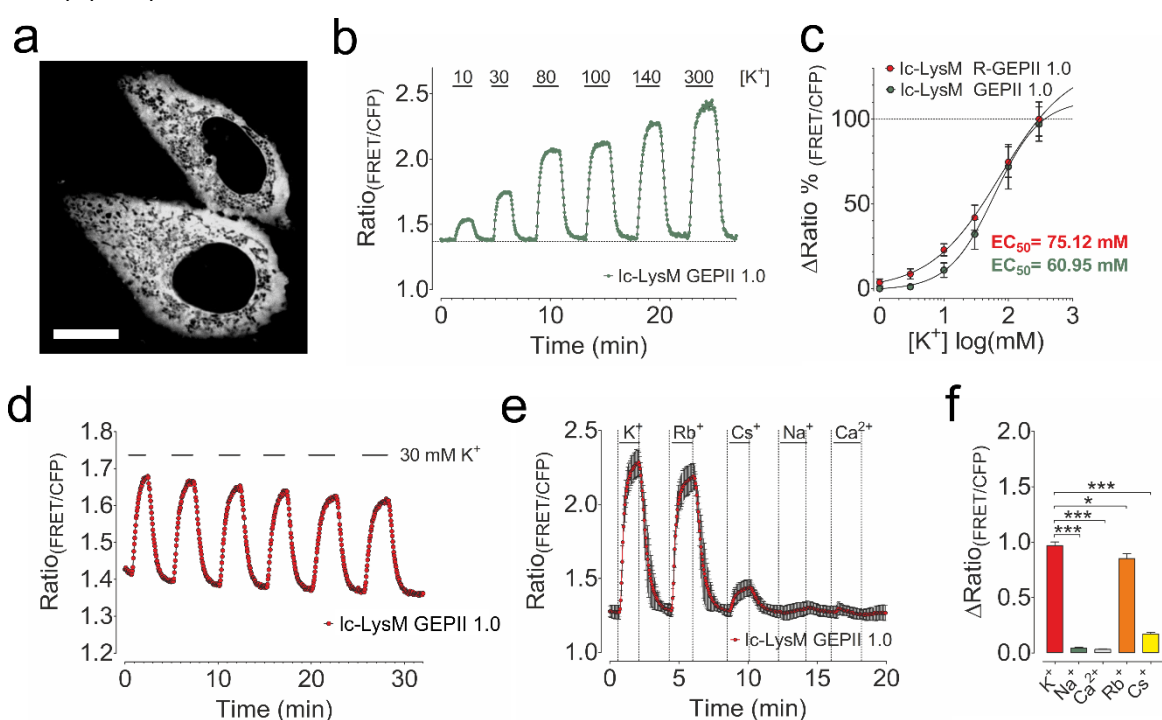 a
b
10 30 80 100 140 300 [K⁺]
2.5
2.0
1.5
1.0
Ratio(FRET/CFP)
lc-LysM GEPII 1.0
0 10 20
Time (min)
c
lc-LysM R-GEPII 1.0
lc-LysM GEPII 1.0
100
50
0
ΔRatio % (FRET/CFP)
EC₅₀= 75.12 mM
EC₅₀= 60.95 mM
0 1 2 3
[K⁺] log(mM)
d
1.8
1.7
1.6
1.5
1.4
1.3
1.2
Ratio(FRET/CFP)
30 mM K⁺
lc-LysM GEPII 1.0
0 10 20 30
Time (min)
e
K⁺ Rb⁺ Cs⁺ Na⁺ Ca²⁺
2.5
2.0
1.5
1.0
Ratio(FRET/CFP)
lc-LysM GEPII 1.0
0 5 10 15 20
Time (min)
f
2.0
1.5
1.0
0.5
0.0
ΔRatio(FRET/CFP)
***
*
***
***
K⁺ Na⁺ Ca²⁺ Rb⁺ Cs⁺